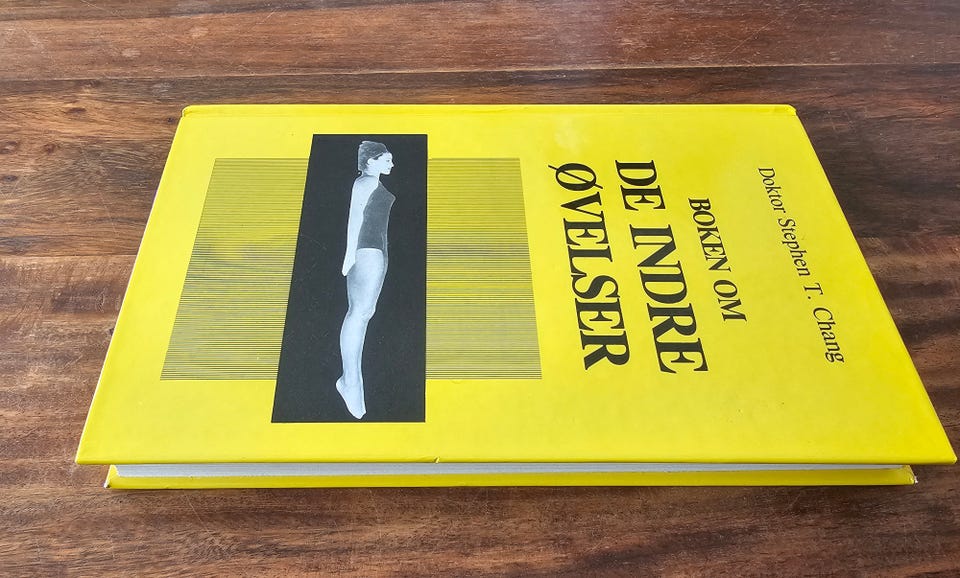 Doktor Stephen T. Chang
BOKEN OM
DE INDRE
ØVELSER